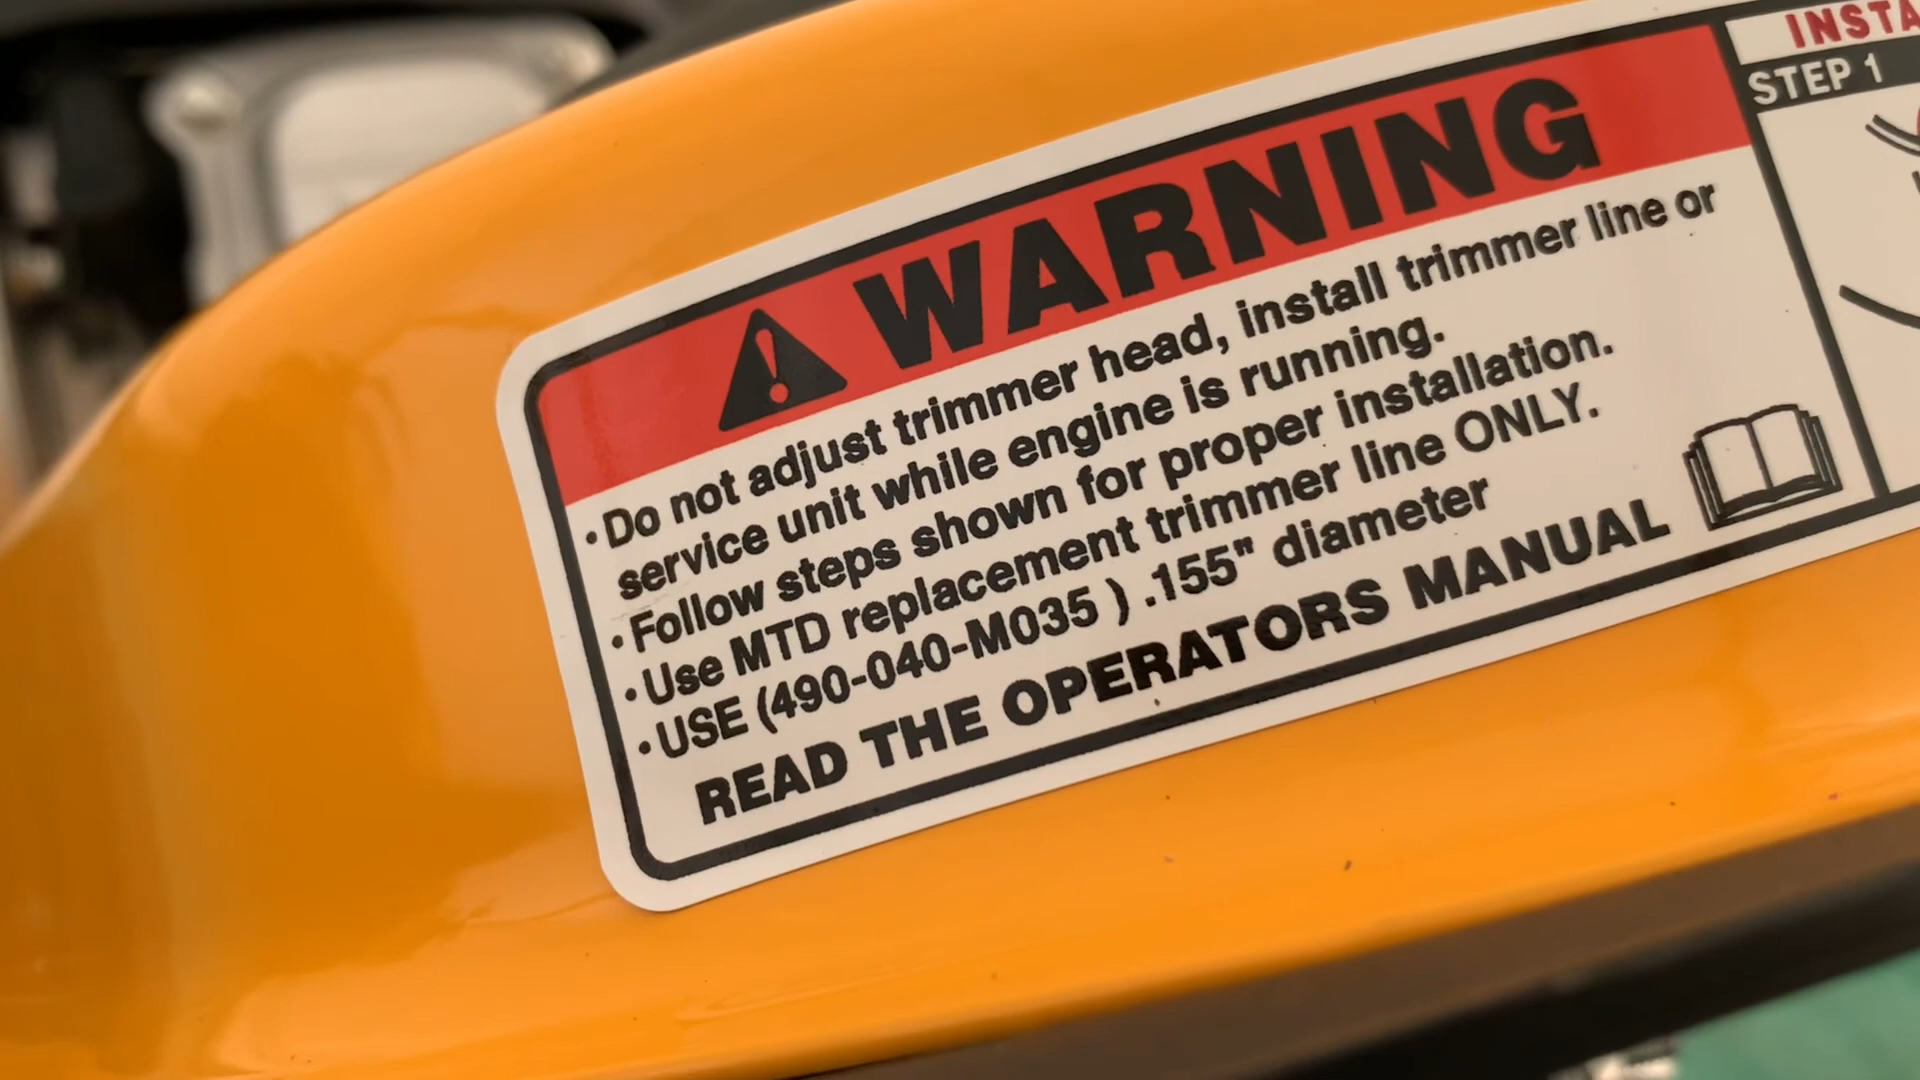 WARNING
•Do not adjust trimmer head, install trimmer line or
service unit while engine is running.
•Follow steps shown for proper installation.
•Use MTD replacement trimmer line ONLY.
•USE (490-040-M035 ) .155" diameter
READ THE OPERATORS MANUAL
STEP 1